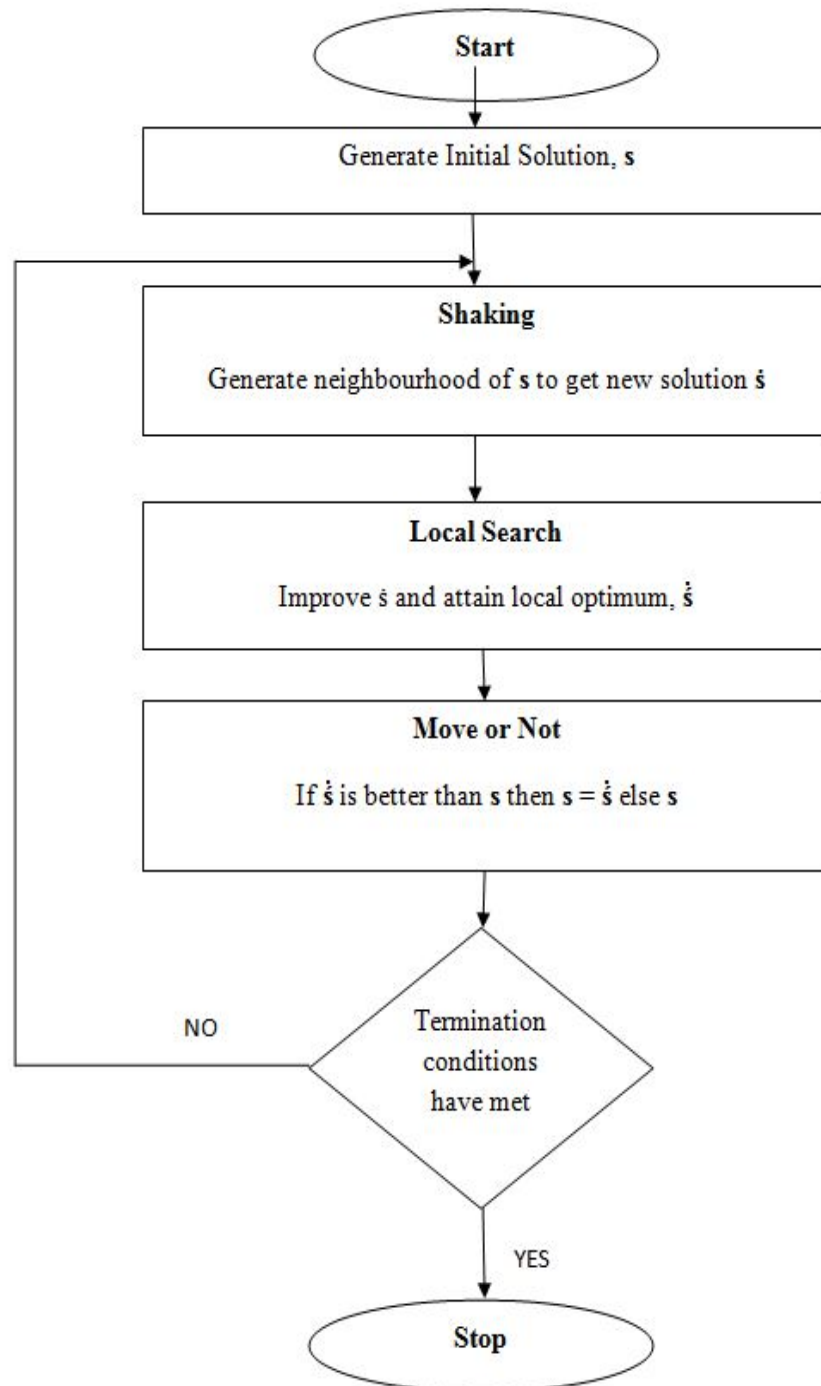 Start
Generate Initial Solution, s
Shaking
Generate neighbourhood of s to get new solution ṡ
Local Search
Improve ṡ and attain local optimum, ṡ̇
Move or Not
If ṡ̇ is better than s then s = ṡ̇ else s
NO
Termination
conditions
have met
YES
Stop